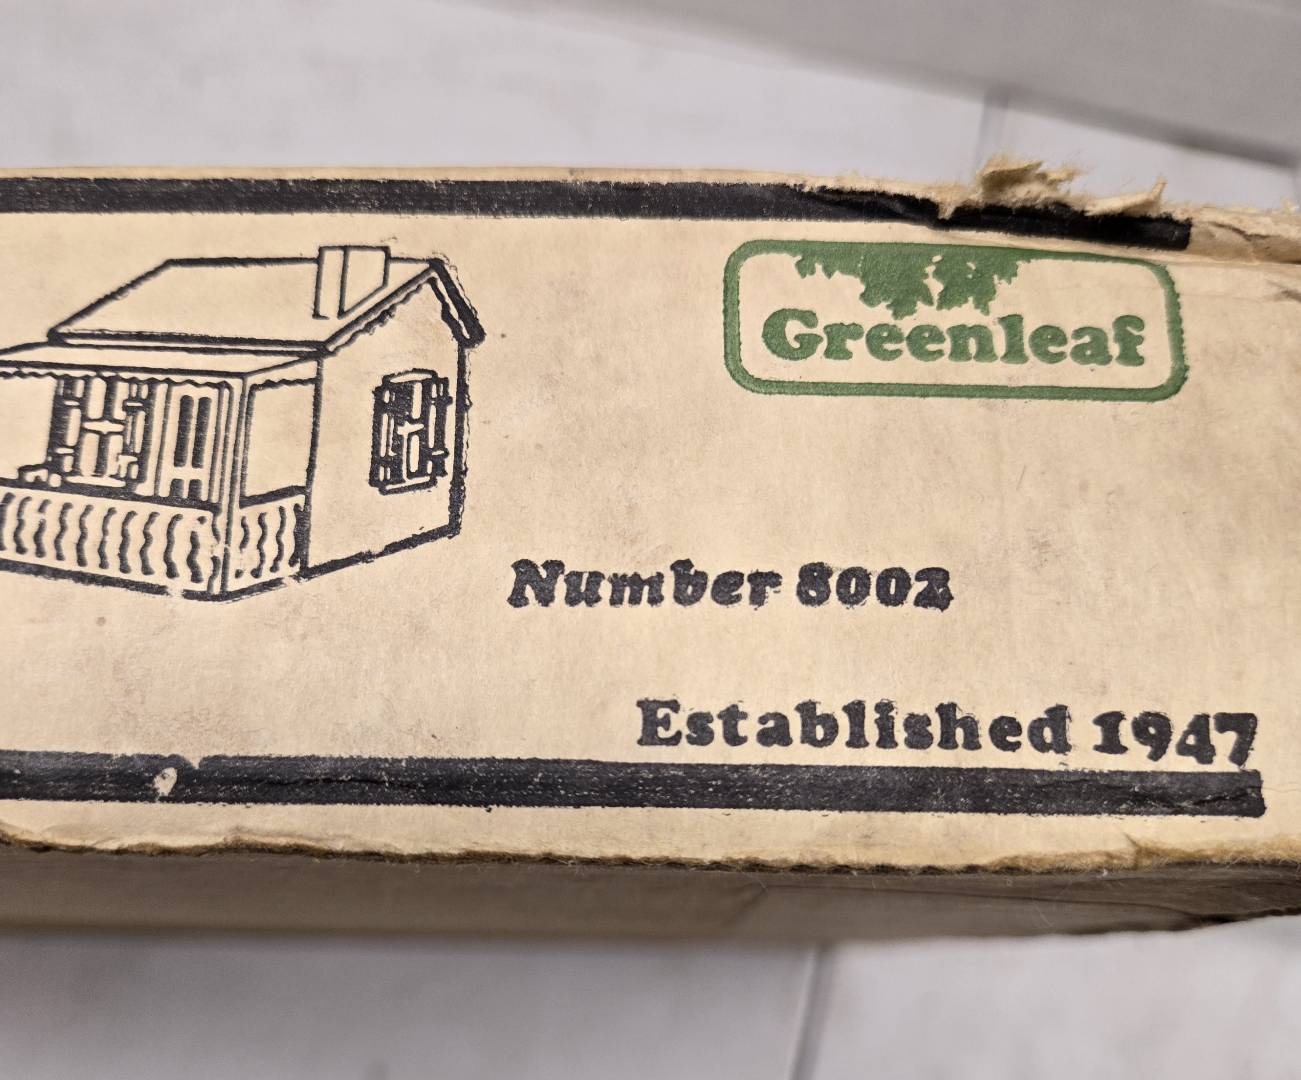 Greenleaf
Number 8002
Established 1947